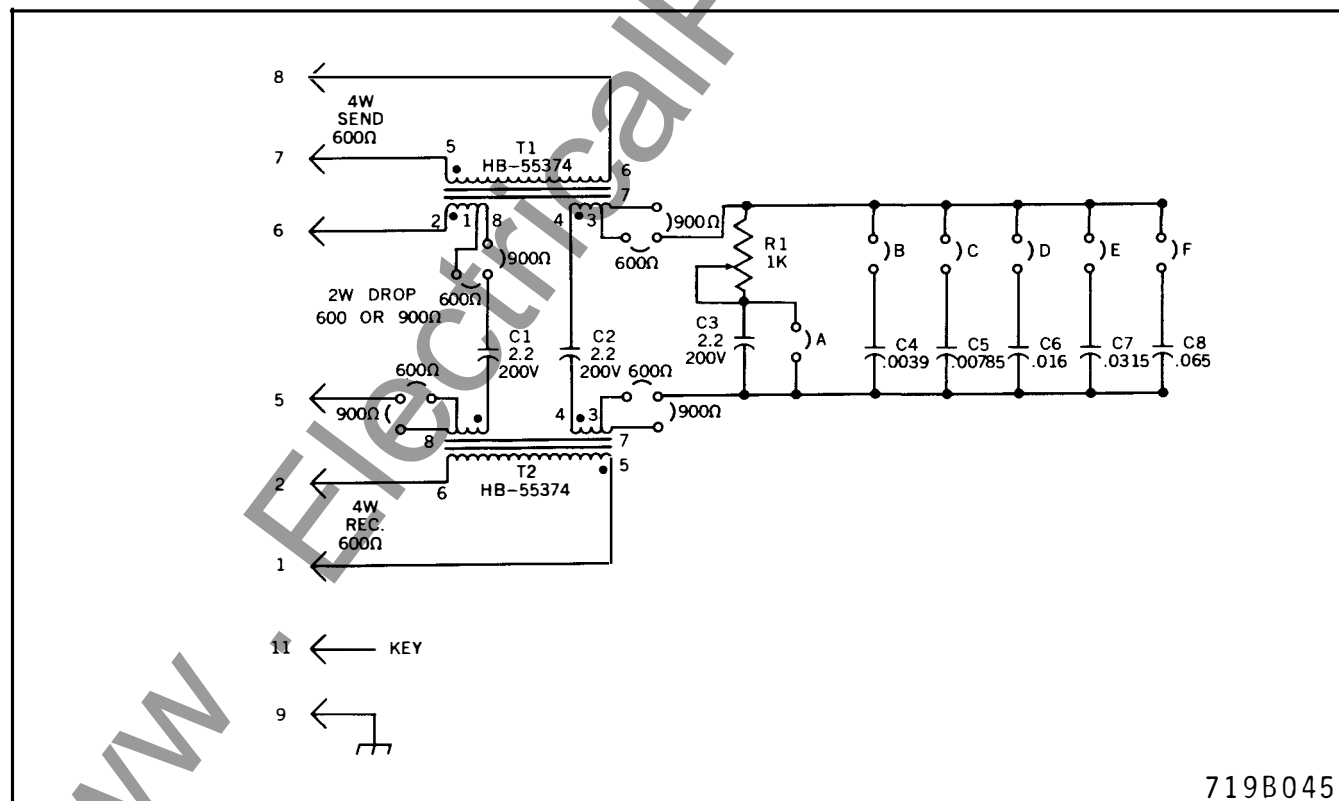 8
4W
SEND
600Ω
7
5
T1
HB-55374
6
7
6
2
1
8
4
3
)900Ω
600Ω
)900Ω
600Ω
2W DROP
600 OR 900Ω
R1
1K
)B
)C
)D
)E
)F
C1
2.2
200V
C2
2.2
200V
C3
2.2
200V
)A
C4
.0039
C5
.00785
C6
.016
C7
.0315
C8
.065
600Ω
5
900Ω(
8
4
3
600Ω
)900Ω
7
2
6
T2
HB-55374
5
4W
REC.
600Ω
1
11
KEY
9
719B045
www.Electrical